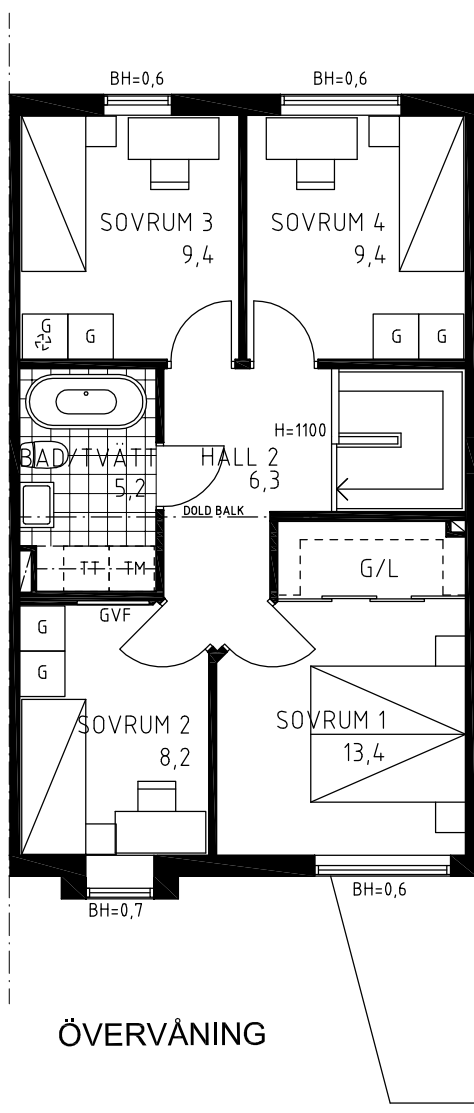 BH=0,6
BH=0,6
SOVRUM 3
9,4
SOVRUM 4
9,4
G
G
G
G
H=1100
BAD/TVÄTT
5,2
HALL 2
6,3
DOLD BALK
TT
TM
G/L
GVF
G
G
SOVRUM 2
8,2
SOVRUM 1
13,4
BH=0,6
BH=0,7
ÖVERVÅNING